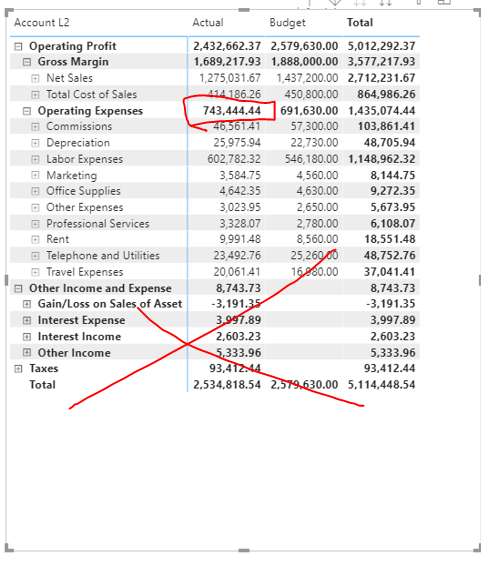 Account L2 Actual Budget Total
Operating Profit 2,432,662.37 2,579,630.00 5,012,292.37
Gross Margin 1,689,217.93 1,888,000.00 3,577,217.93
Net Sales 1,275,031.67 1,437,200.00 2,712,231.67
Total Cost of Sales 414,186.26 450,800.00 864,986.26
Operating Expenses 743,444.44 691,630.00 1,435,074.44
Commissions 46,561.41 57,300.00 103,861.41
Depreciation 25,975.94 22,730.00 48,705.94
Labor Expenses 602,782.32 546,180.00 1,148,962.32
Marketing 3,584.75 4,560.00 8,144.75
Office Supplies 4,642.35 4,630.00 9,272.35
Other Expenses 3,023.95 2,650.00 5,673.95
Professional Services 3,328.07 2,780.00 6,108.07
Rent 9,991.48 8,560.00 18,551.48
Telephone and Utilities 23,492.76 25,260.00 48,752.76
Travel Expenses 20,061.41 16,980.00 37,041.41
Other Income and Expense 8,743.73 8,743.73
Gain/Loss on Sales of Asset -3,191.35 -3,191.35
Interest Expense 3,997.89 3,997.89
Interest Income 2,603.23 2,603.23
Other Income 5,333.96 5,333.96
Taxes 93,412.44 93,412.44
Total 2,534,818.54 2,579,630.00 5,114,448.54